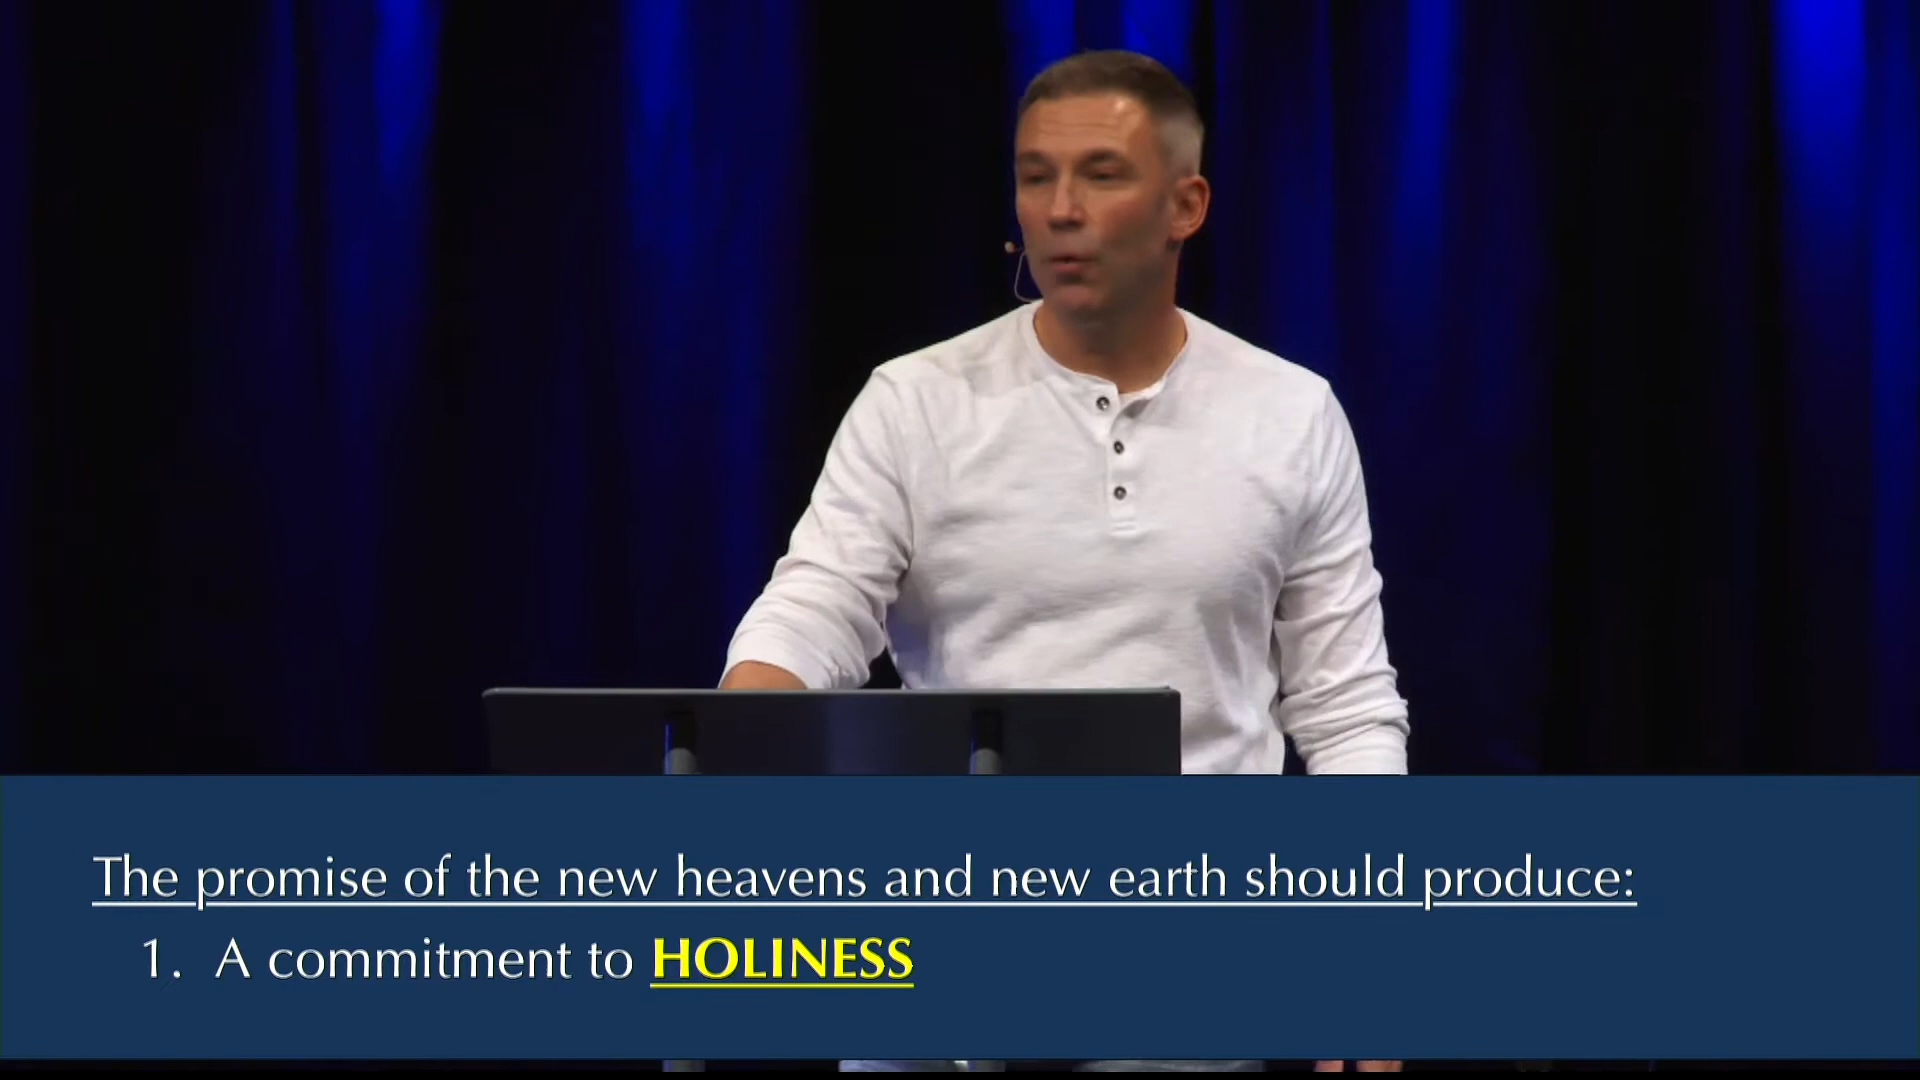 The promise of the new heavens and new earth should produce:
1. A commitment to HOLINESS